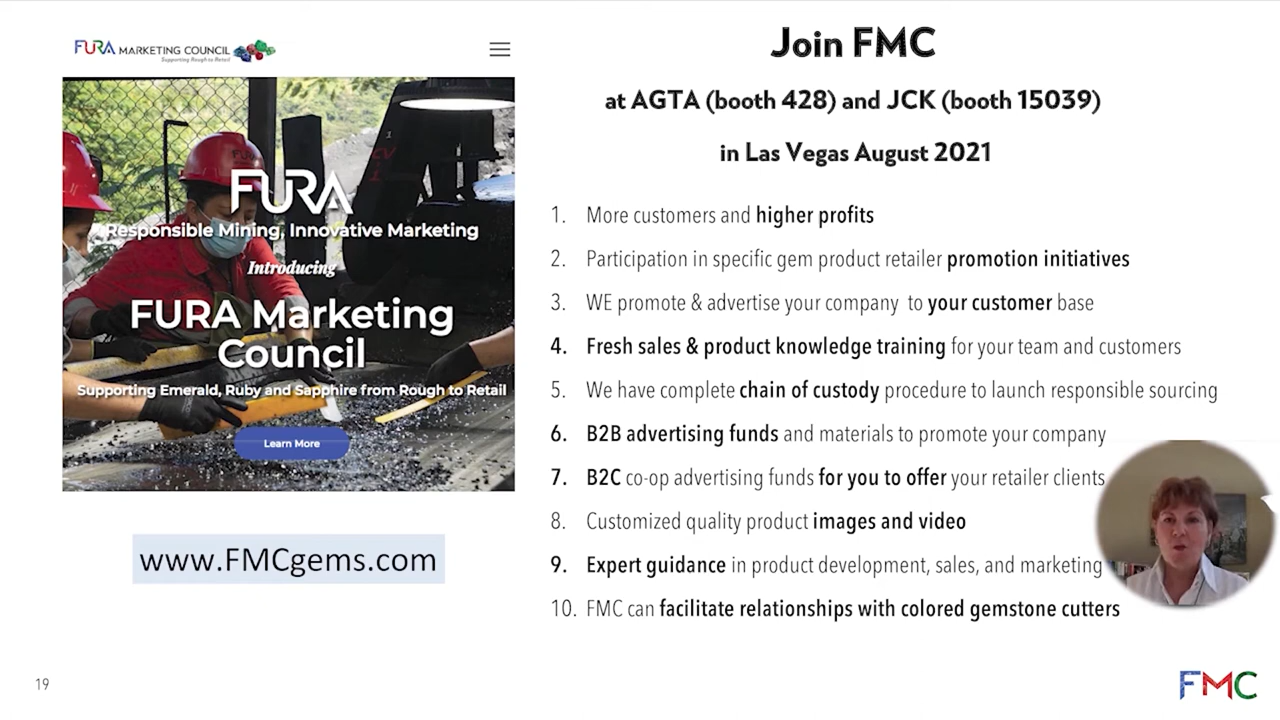 FURA MARKETING COUNCIL
Supporting Rough to Retail
FURA
Responsible Mining, Innovative Marketing
Introducing
FURA Marketing
Council
Supporting Emerald, Ruby and Sapphire from Rough to Retail
Learn More
www.FMCgems.com
19
Join FMC
at AGTA (booth 428) and JCK (booth 15039)
in Las Vegas August 2021
1. More customers and higher profits
2. Participation in specific gem product retailer promotion initiatives
3. WE promote & advertise your company to your customer base
4. Fresh sales & product knowledge training for your team and customers
5. We have complete chain of custody procedure to launch responsible sourcing
6. B2B advertising funds and materials to promote your company
7. B2C co-op advertising funds for you to offer your retailer clients
8. Customized quality product images and video
9. Expert guidance in product development, sales, and marketing
10. FMC can facilitate relationships with colored gemstone cutters
FMC